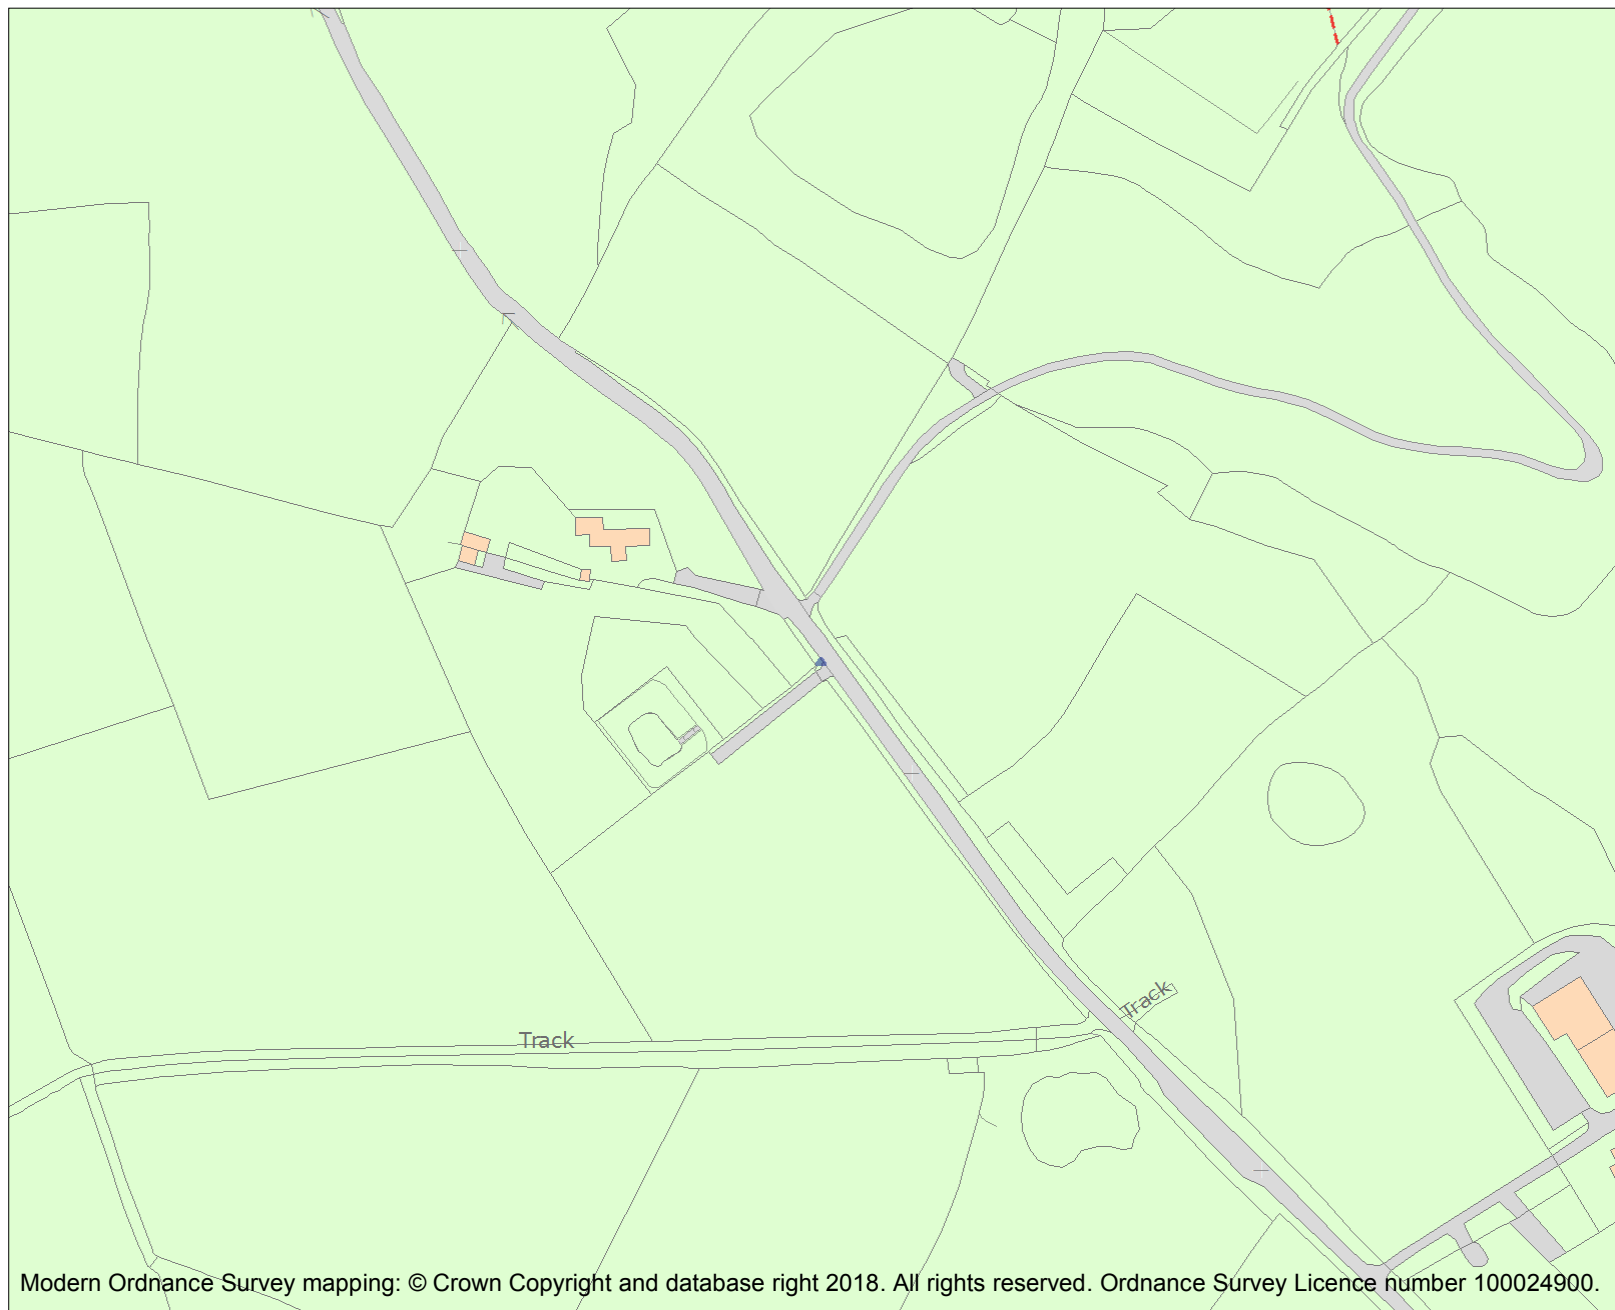 Track
Track
Modern Ordnance Survey mapping: © Crown Copyright and database right 2018. All rights reserved. Ordnance Survey Licence number 100024900.